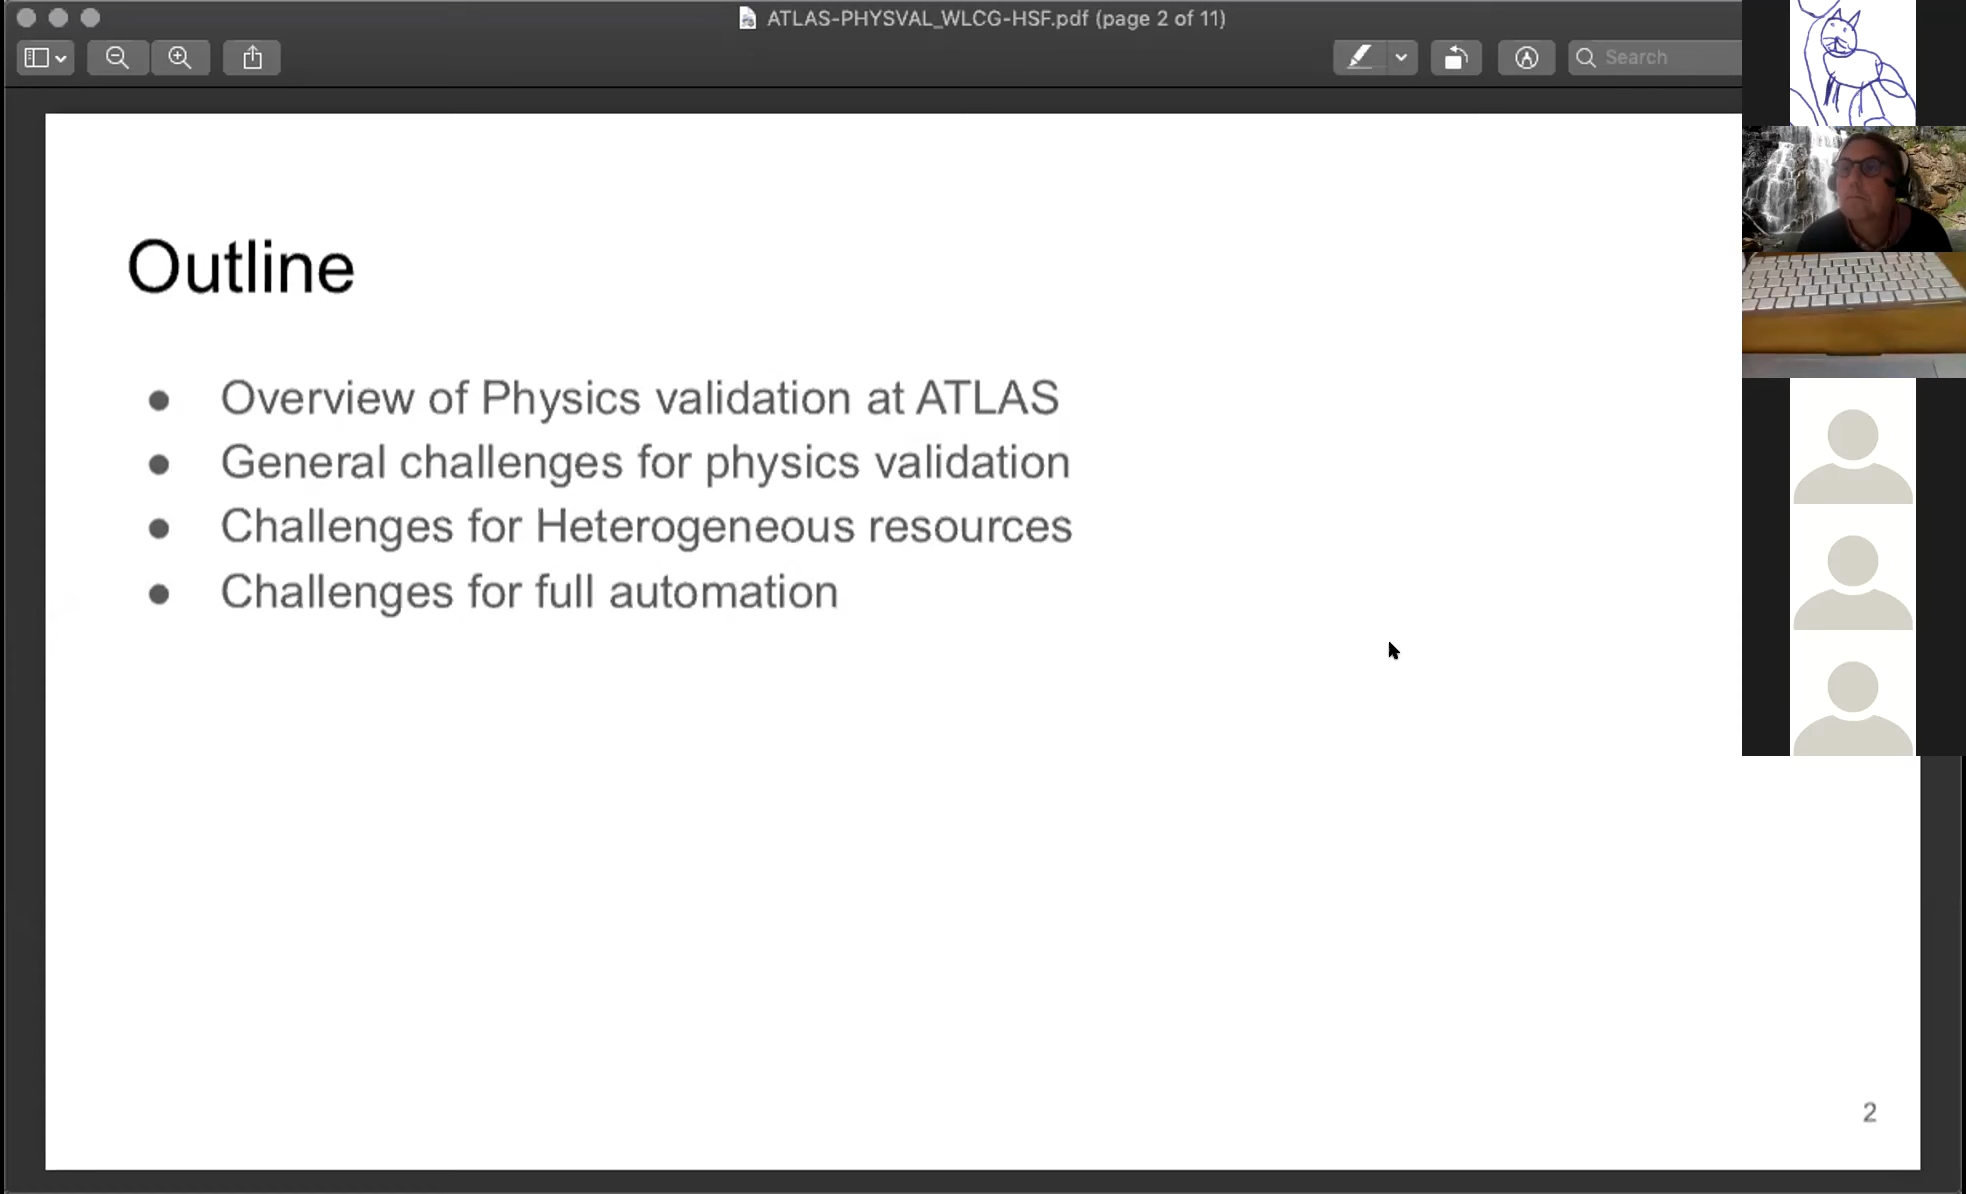 ATLAS-PHYSVAL_WLCG-HSF.pdf (page 2 of 11)
Search
Outline
● Overview of Physics validation at ATLAS
● General challenges for physics validation
● Challenges for Heterogeneous resources
● Challenges for full automation
2